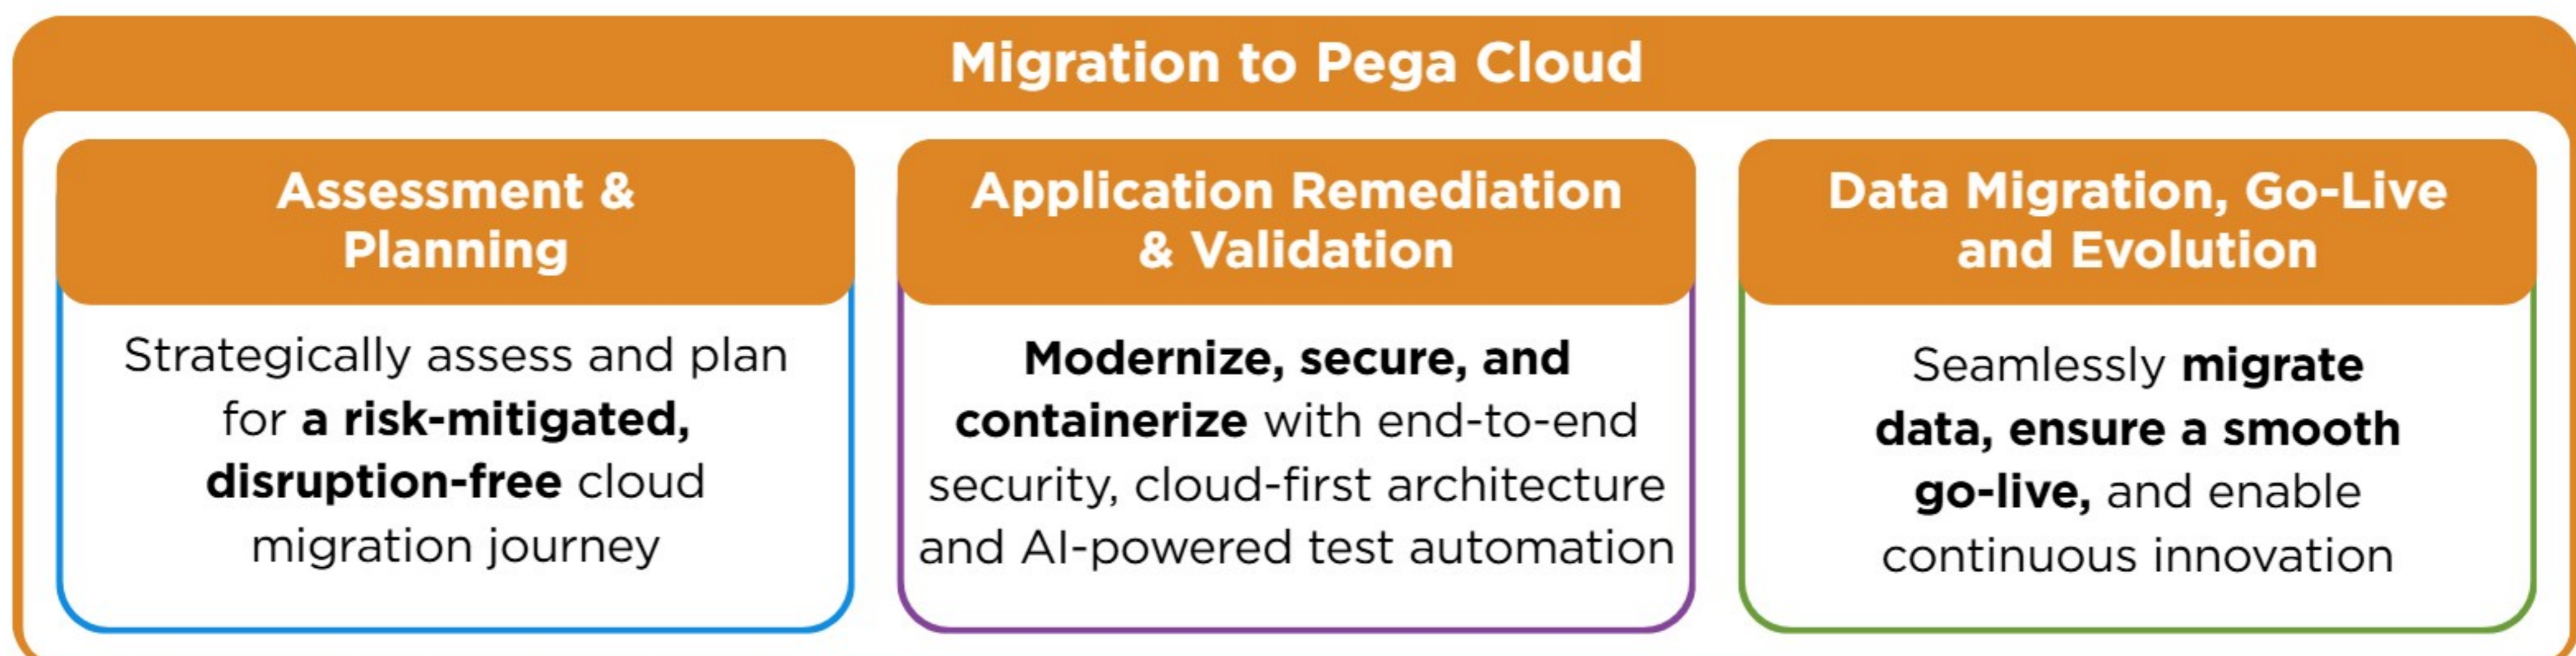 Migration to Pega Cloud
Assessment &
Planning
Strategically assess and plan
for a risk-mitigated,
disruption-free cloud
migration journey
Application Remediation
& Validation
Modernize, secure, and
containerize with end-to-end
security, cloud-first architecture
and AI-powered test automation
Data Migration, Go-Live
and Evolution
Seamlessly migrate
data, ensure a smooth
go-live, and enable
continuous innovation